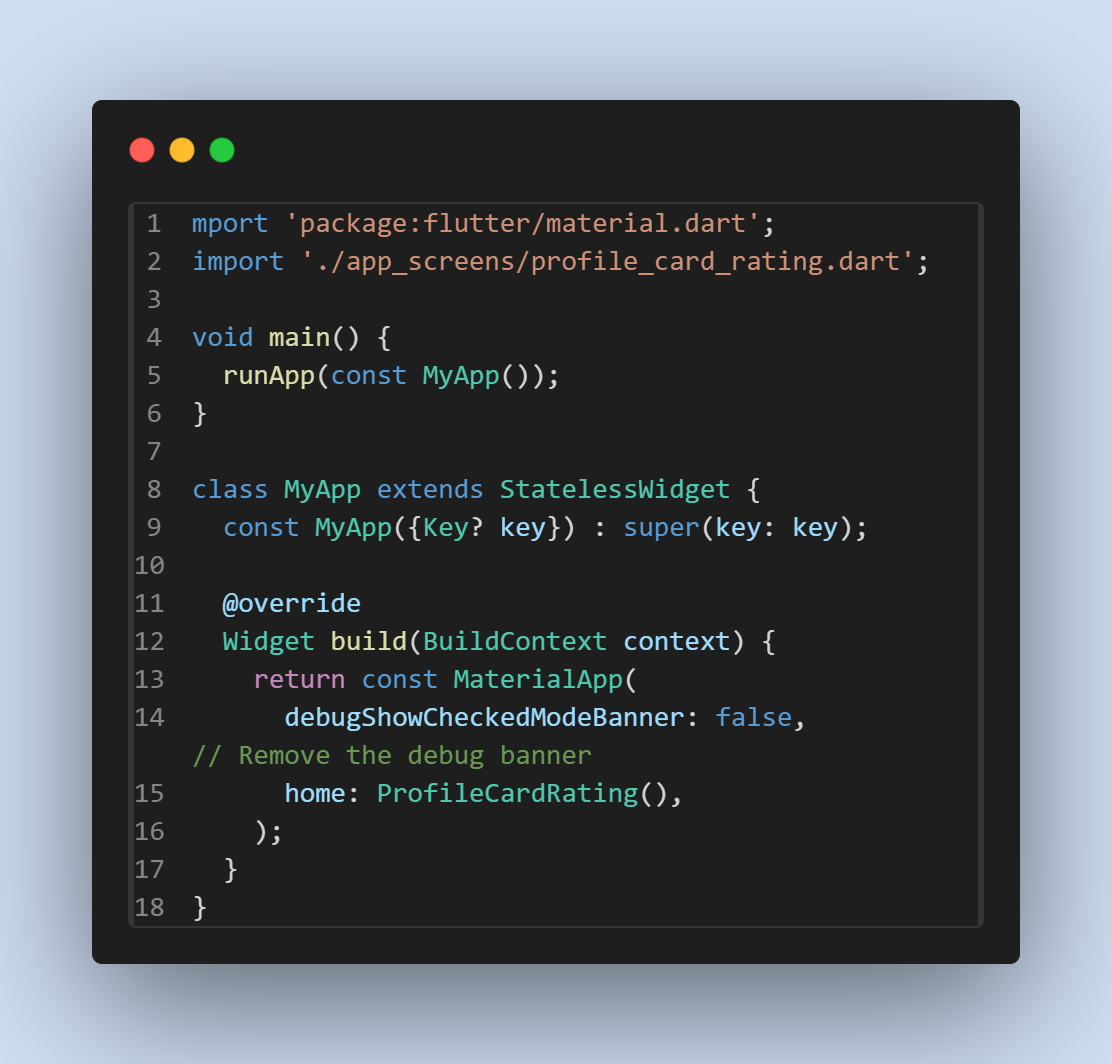 1 mport 'package:flutter/material.dart';
2 import './app_screens/profile_card_rating.dart';
3
4 void main() {
5   runApp(const MyApp());
6 }
7
8 class MyApp extends StatelessWidget {
9   const MyApp({Key? key}) : super(key: key);
10
11   @override
12   Widget build(BuildContext context) {
13     return const MaterialApp(
14       debugShowCheckedModeBanner: false,
// Remove the debug banner
15       home: ProfileCardRating(),
16     );
17   }
18 }